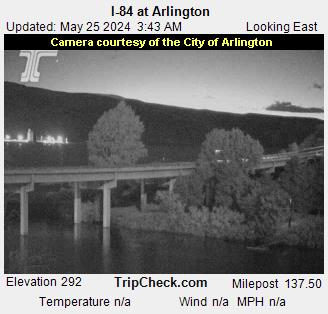 I-84 at Arlington
Updated: May 25 2024 3:43 AM Looking East
Camera courtesy of the City of Arlington
Elevation 292 TripCheck.com Milepost 137.50
Temperature n/a Wind n/a MPH n/a